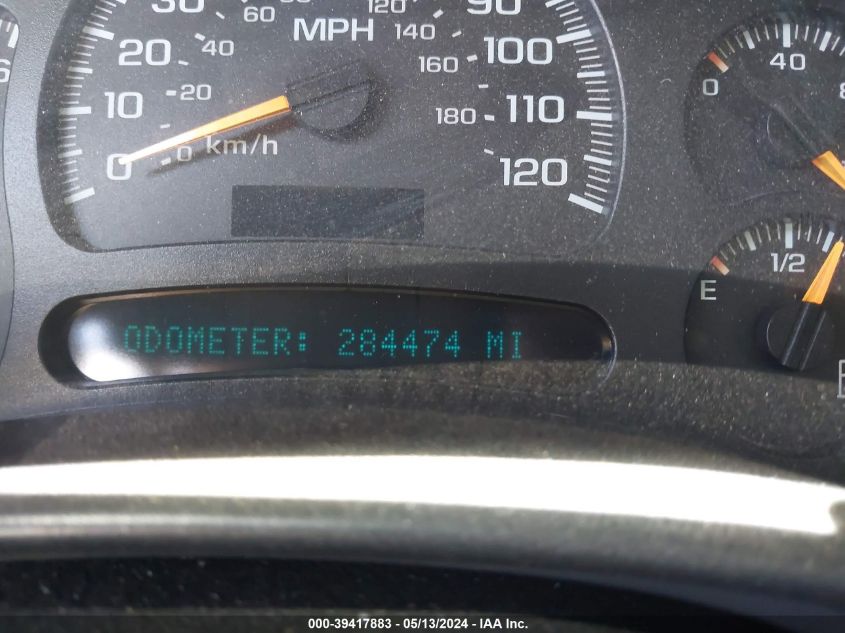 30 60 80 120 90
MPH 140
20 40 160 100
10 20 180 110
0 0 km/h 120
0 40
E 1/2
ODOMETER: 284474 MI
000-39417883 / 05/13/2024 - IAA Inc.